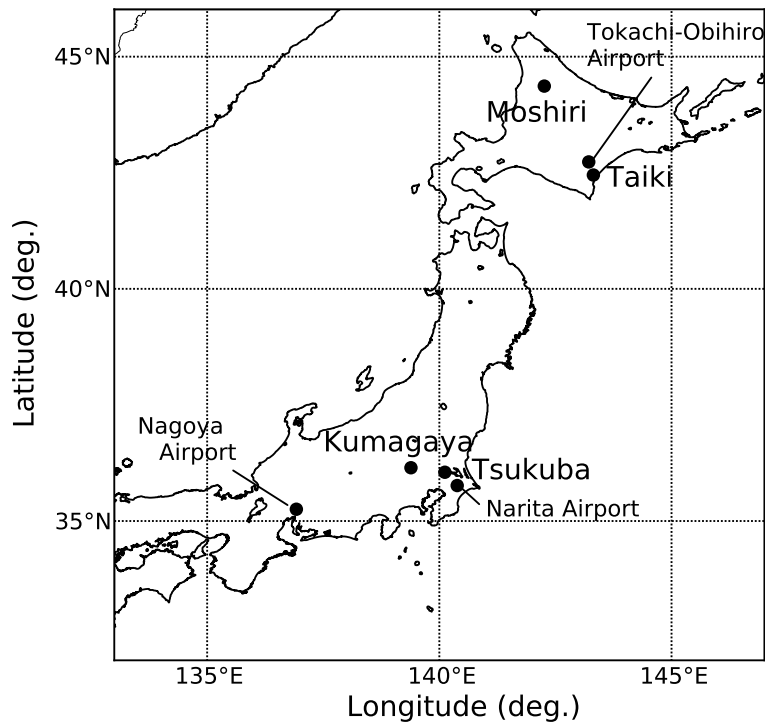 Tokachi-Obihiro
Airport
45°N
Moshiri
Taiki
40°N
Latitude (deg.)
Nagoya
Airport
Kumagaya
Tsukuba
Narita Airport
35°N
135°E
140°E
145°E
Longitude (deg.)